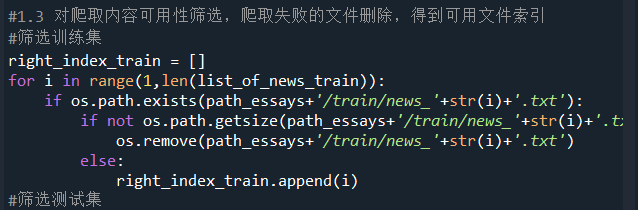 #1.3 对爬取内容可用性筛选，爬取失败的文件删除，得到可用文件索引
#筛选训练集
right_index_train = []
for i in range(1,len(list_of_news_train)):
    if os.path.exists(path_essays+'/train/news_'+str(i)+'.txt'):
        if not os.path.getsize(path_essays+'/train/news_'+str(i)+'.t
            os.remove(path_essays+'/train/news_'+str(i)+'.txt')
        else:
            right_index_train.append(i)
#筛选测试集